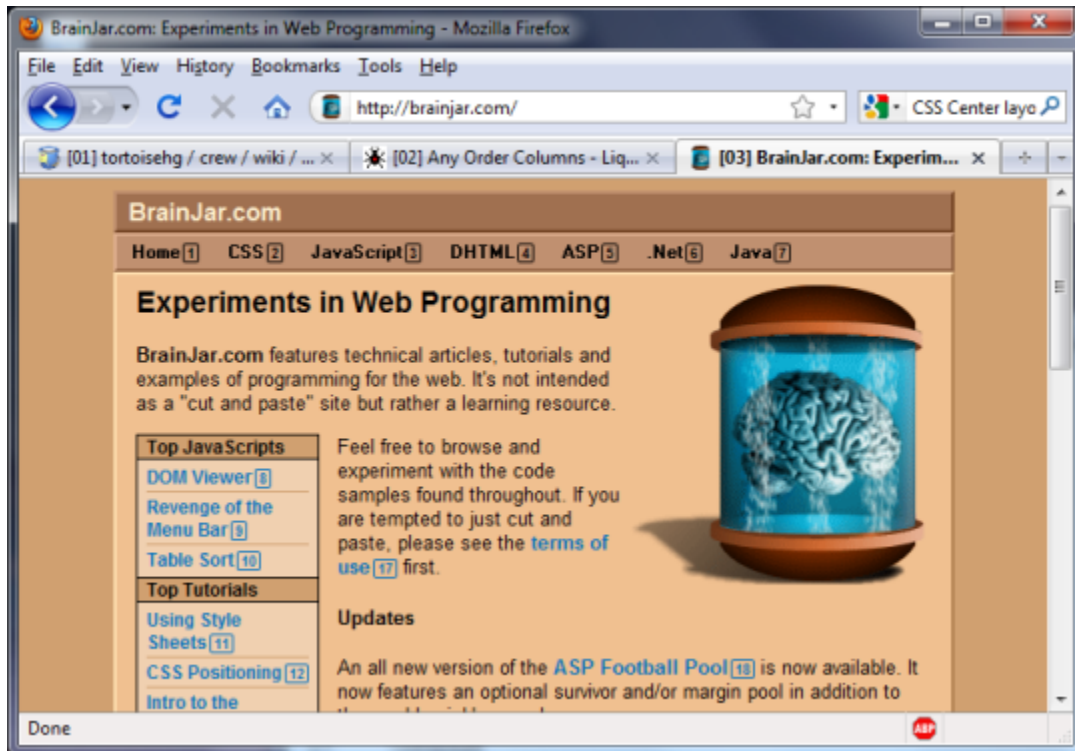 BrainJar.com: Experiments in Web Programming - Mozilla Firefox
File Edit View History Bookmarks Tools Help
http://brainjar.com/
CSS Center layo
[01] tortoisehg / crew / wiki / ...
[02] Any Order Columns - Liq...
[03] BrainJar.com: Experim...
BrainJar.com
Home 1 CSS 2 JavaScript 3 DHTML 4 ASP 5 .Net 6 Java 7
Experiments in Web Programming
BrainJar.com features technical articles, tutorials and
examples of programming for the web. It's not intended
as a "cut and paste" site but rather a learning resource.
Top JavaScripts
DOM Viewer 8
Revenge of the
Menu Bar 9
Table Sort 10
Top Tutorials
Using Style
Sheets 11
CSS Positioning 12
Intro to the
Feel free to browse and
experiment with the code
samples found throughout. If you
are tempted to just cut and
paste, please see the terms of
use 17 first.
Updates
An all new version of the ASP Football Pool 18 is now available. It
now features an optional survivor and/or margin pool in addition to
Done
ABP